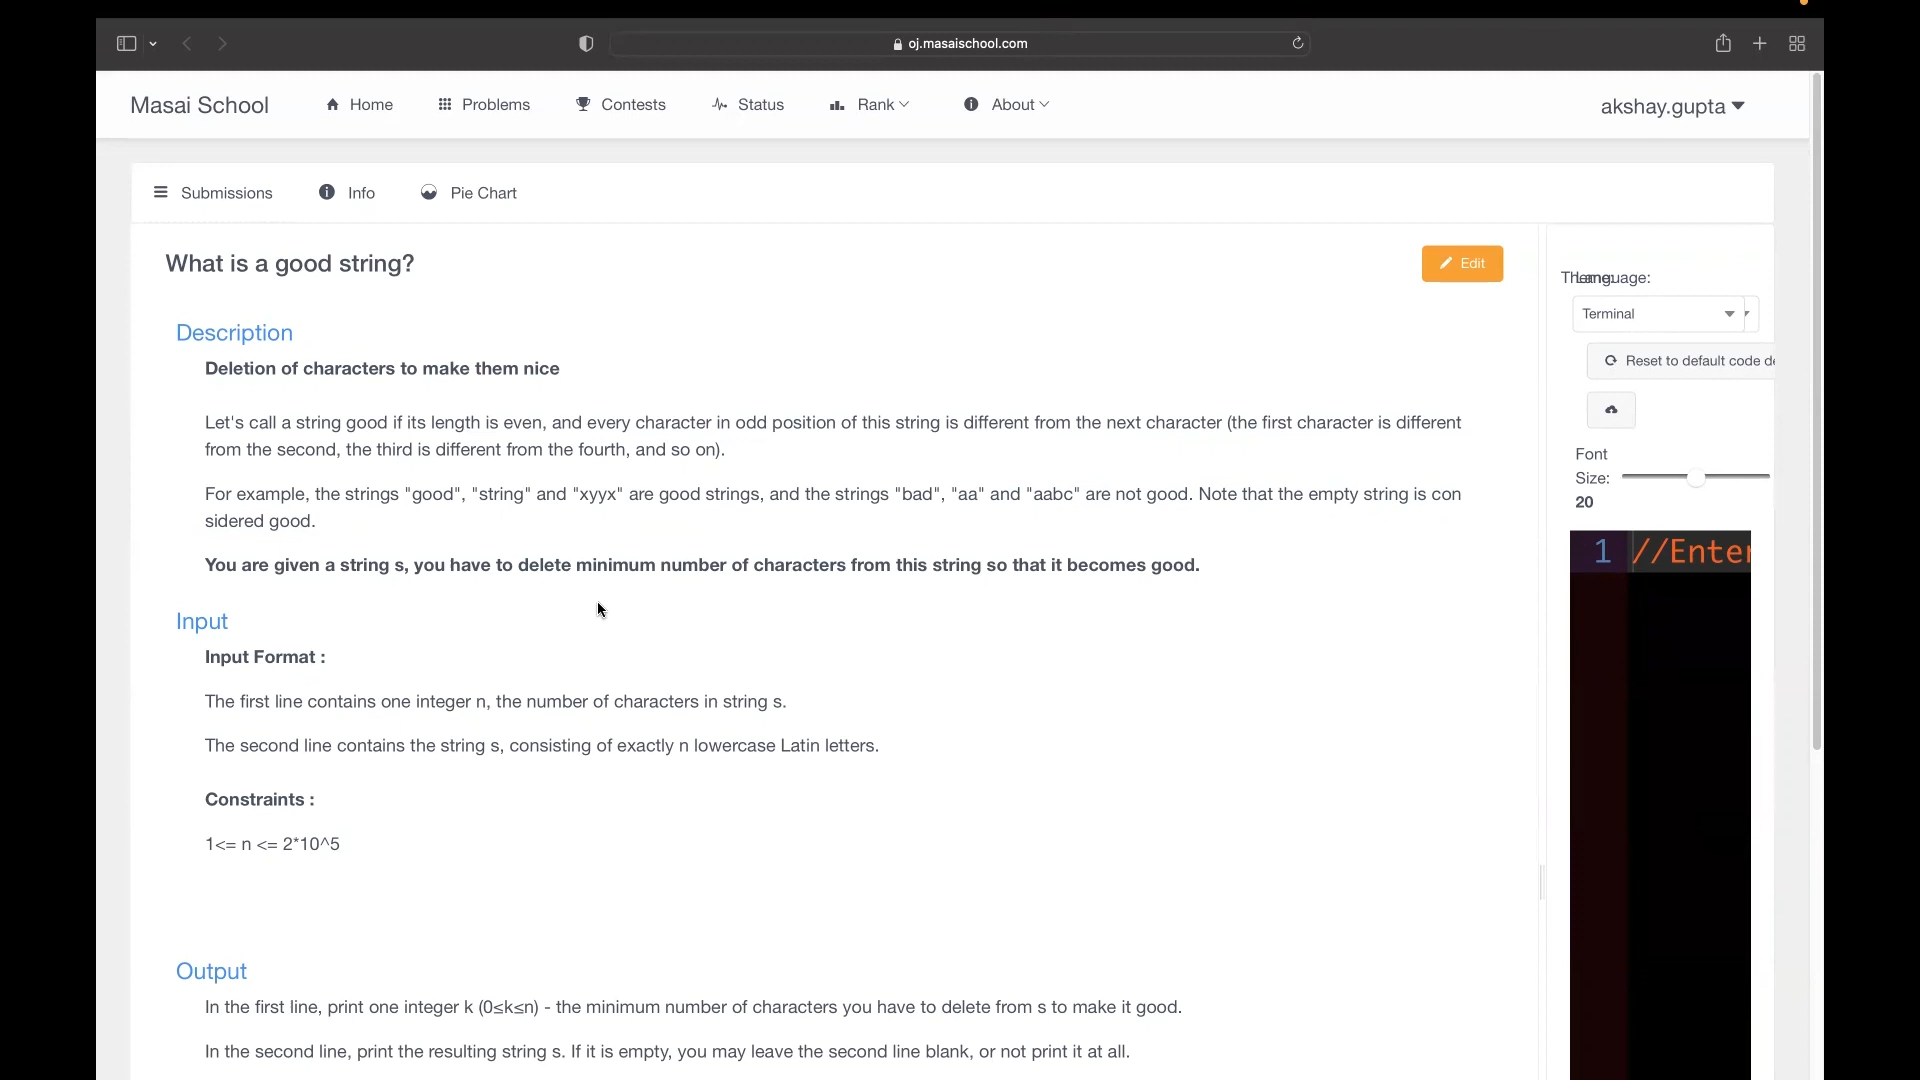 oj.masaischool.com
Masai School Home Problems Contests Status Rank About akshay.gupta
Submissions Info Pie Chart
What is a good string?
Edit
Description
Deletion of characters to make them nice
Let's call a string good if its length is even, and every character in odd position of this string is different from the next character (the first character is different
from the second, the third is different from the fourth, and so on).
For example, the strings "good", "string" and "xyyx" are good strings, and the strings "bad", "aa" and "aabc" are not good. Note that the empty string is con
sidered good.
You are given a string s, you have to delete minimum number of characters from this string so that it becomes good.
Input
Input Format :
The first line contains one integer n, the number of characters in string s.
The second line contains the string s, consisting of exactly n lowercase Latin letters.
Constraints :
1<= n <= 2*10^5
Output
In the first line, print one integer k (0≤k≤n) - the minimum number of characters you have to delete from s to make it good.
In the second line, print the resulting string s. If it is empty, you may leave the second line blank, or not print it at all.
Language:
Terminal
Reset to default code de
Font
Size:
20
1 //Enter